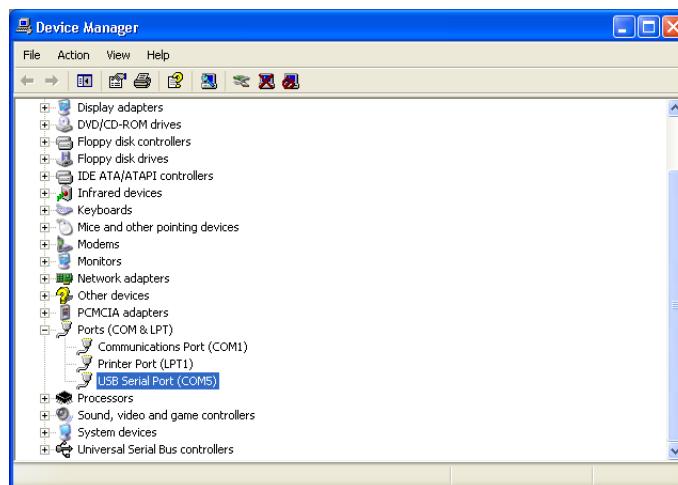 Device Manager
File Action View Help
Display adapters
DVD/CD-ROM drives
Floppy disk controllers
Floppy disk drives
IDE ATA/ATAPI controllers
Infrared devices
Keyboards
Mice and other pointing devices
Modems
Monitors
Network adapters
Other devices
PCMCIA adapters
Ports (COM & LPT)
Communications Port (COM1)
Printer Port (LPT1)
USB Serial Port (COM5)
Processors
Sound, video and game controllers
System devices
Universal Serial Bus controllers